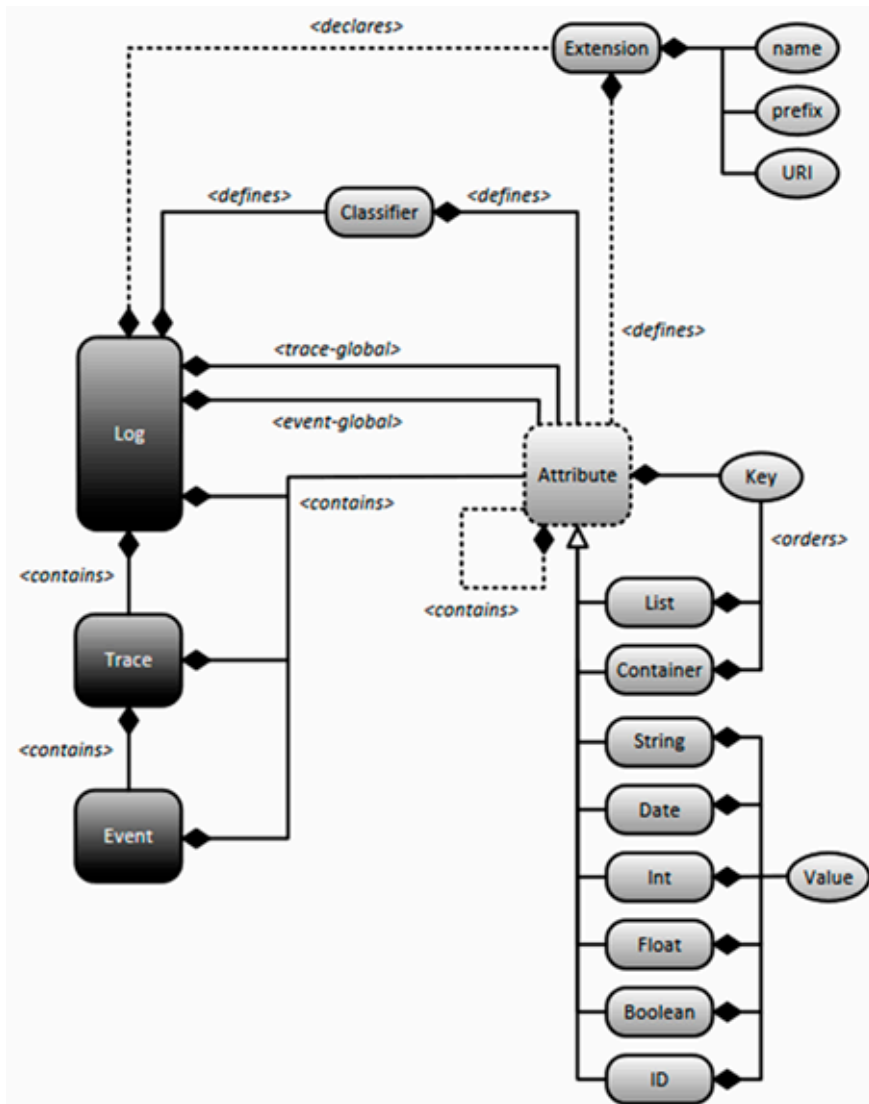 <declares>
Extension
name
prefix
URI
<defines>
Classifier
<defines>
<defines>
<trace-global>
<event-global>
Log
Attribute
Key
<contains>
<orders>
<contains>
<contains>
List
Trace
Container
String
<contains>
Date
Event
Int
Value
Float
Boolean
ID